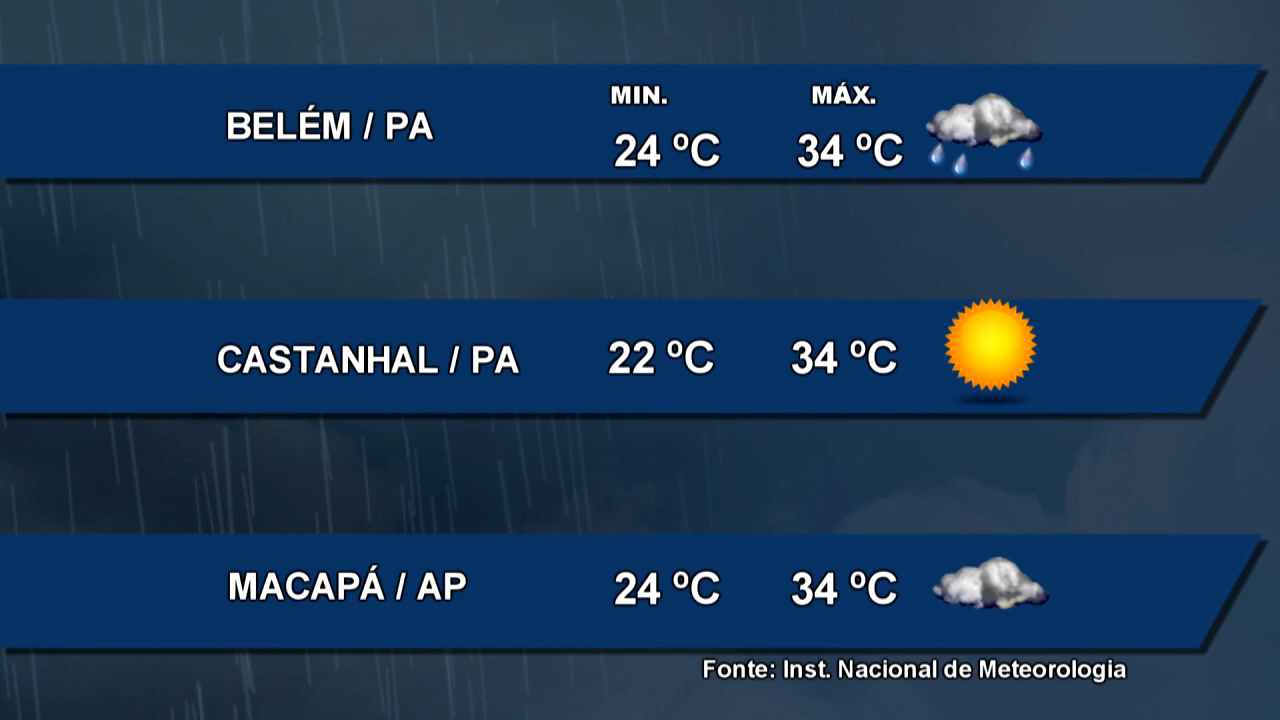 MIN. MÁX.
BELÉM / PA 24 ºC 34 ºC
CASTANHAL / PA 22 ºC 34 ºC
MACAPÁ / AP 24 ºC 34 ºC
Fonte: Inst. Nacional de Meteorologia